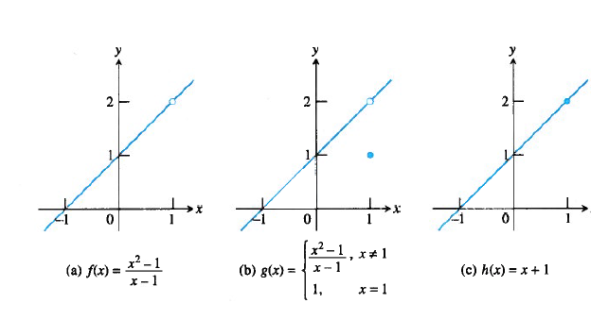 y y y
2 2 2
1 1 1
-1 0 1 x -1 0 1 x -1 0 1
(a) f(x) = x² – 1 / x – 1
(b) g(x) = { x² – 1 / x – 1 , x ≠ 1
1, x = 1
(c) h(x) = x + 1